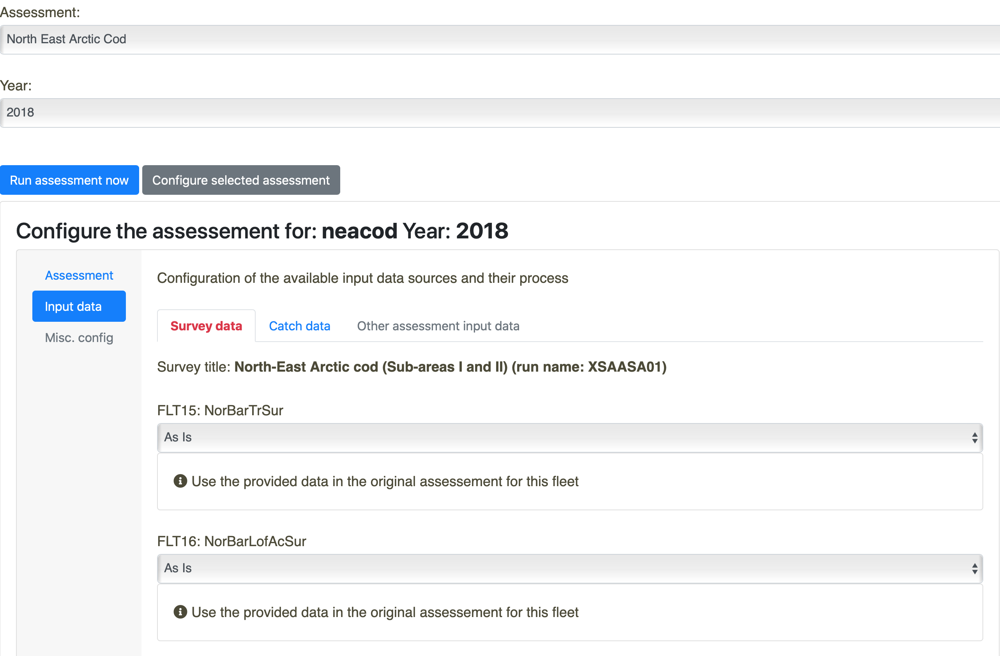 Assessment:
North East Arctic Cod
Year:
2018
Run assessment now
Configure selected assessment
Configure the assessement for: neacod Year: 2018
Assessment
Input data
Misc. config
Configuration of the available input data sources and their process
Survey data
Catch data
Other assessment input data
Survey title: North-East Arctic cod (Sub-areas I and II) (run name: XSAASA01)
FLT15: NorBarTrSur
As Is
Use the provided data in the original assessement for this fleet
FLT16: NorBarLofAcSur
As Is
Use the provided data in the original assessement for this fleet